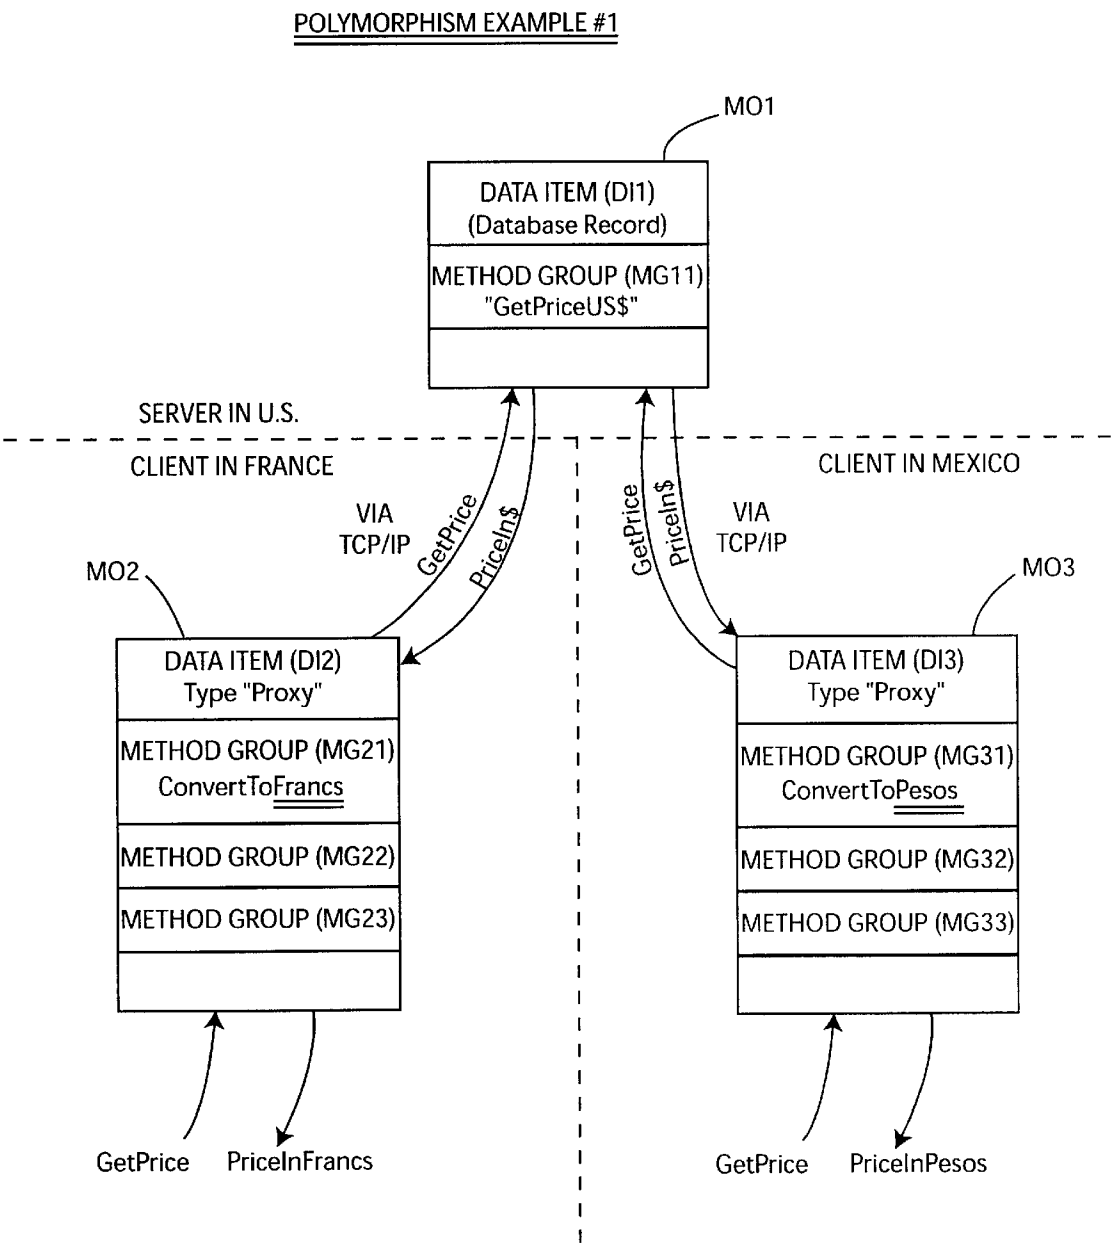 POLYMORPHISM EXAMPLE #1
MO1
DATA ITEM (DI1)
(Database Record)
METHOD GROUP (MG11)
"GetPriceUS$"
SERVER IN U.S.
CLIENT IN FRANCE
CLIENT IN MEXICO
VIA
TCP/IP
GetPrice
PriceIn$
GetPrice
PriceIn$
VIA
TCP/IP
MO2
DATA ITEM (DI2)
Type "Proxy"
METHOD GROUP (MG21)
ConvertToFrancs
METHOD GROUP (MG22)
METHOD GROUP (MG23)
GetPrice
PriceInFrancs
MO3
DATA ITEM (DI3)
Type "Proxy"
METHOD GROUP (MG31)
ConvertToPesos
METHOD GROUP (MG32)
METHOD GROUP (MG33)
GetPrice
PriceInPesos